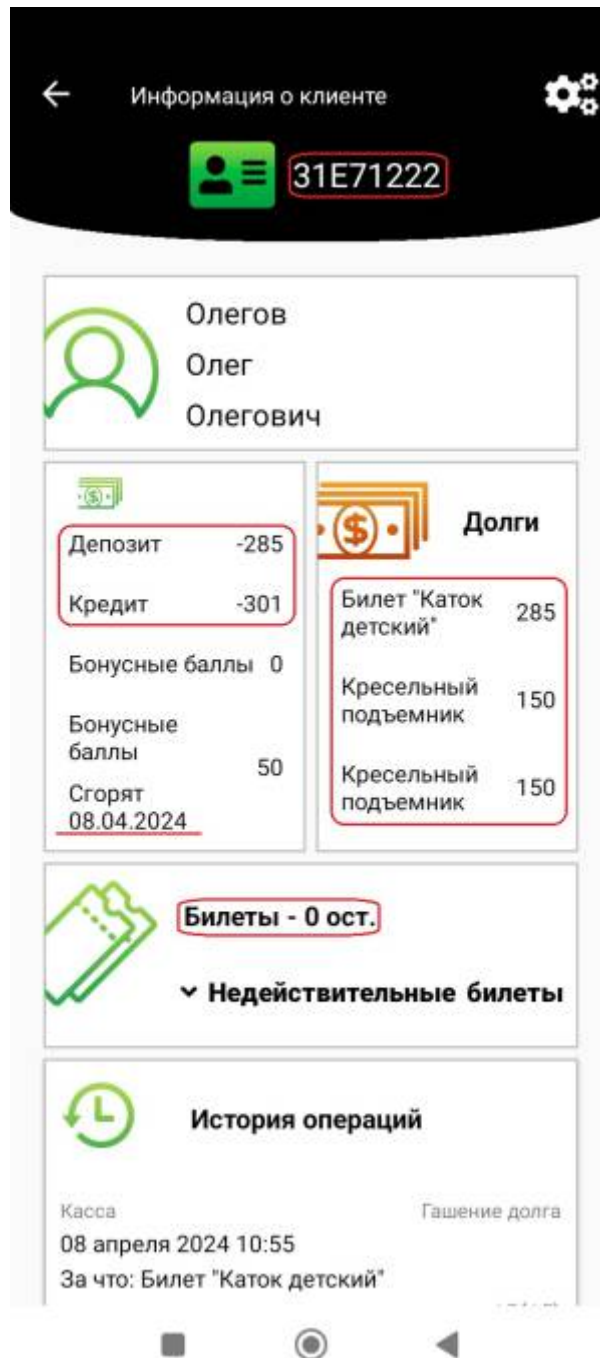 Информация о клиенте
31E71222
Олегов
Олег
Олегович
Депозит -285
Кредит -301
Бонусные баллы 0
Бонусные
баллы
50
Сгорят
08.04.2024
Долги
Билет "Каток
детский" 285
Кресельный
подъемник 150
Кресельный
подъемник 150
Билеты - 0 ост.
Недействительные билеты
История операций
Касса Гашение долга
08 апреля 2024 10:55
За что: Билет "Каток детский"